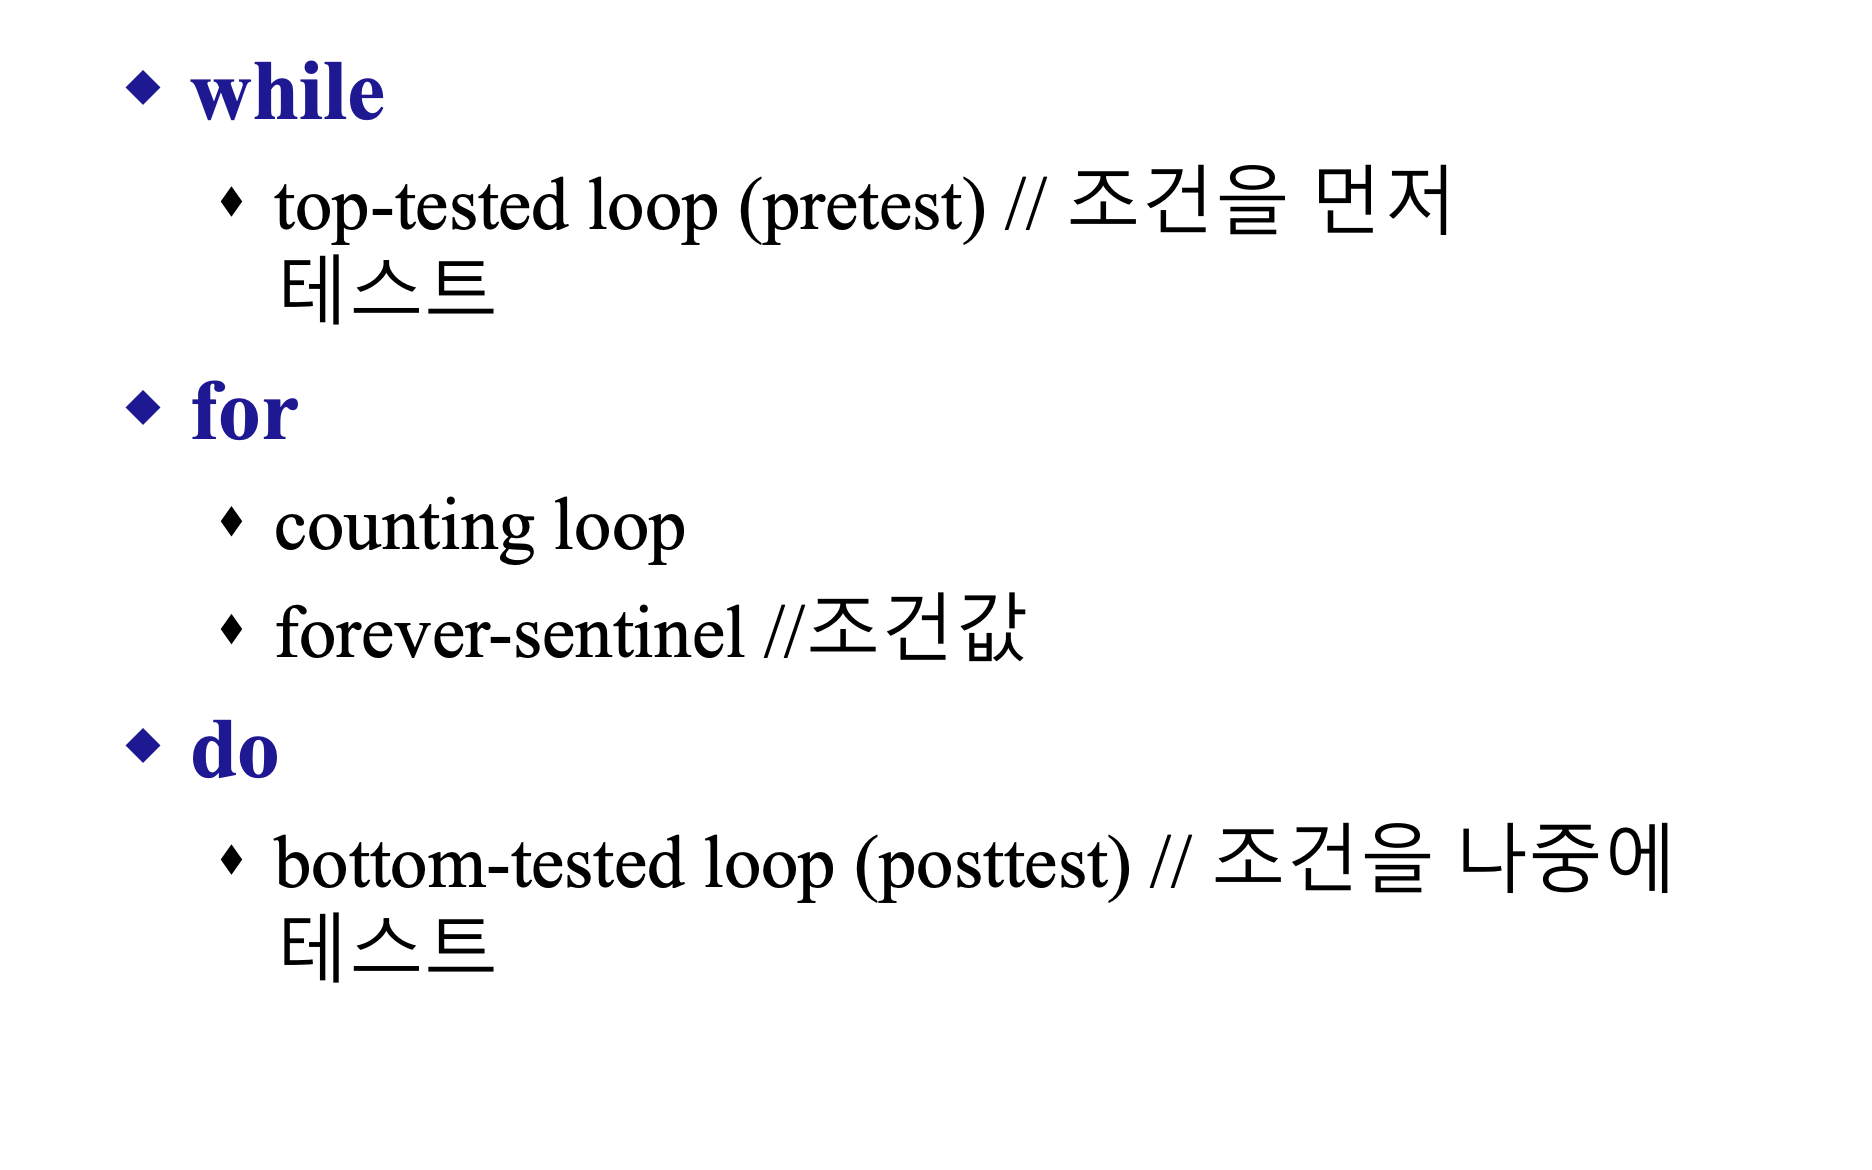 while
top-tested loop (pretest) // 조건을 먼저
테스트
for
counting loop
forever-sentinel //조건값
do
bottom-tested loop (posttest) // 조건을 나중에
테스트